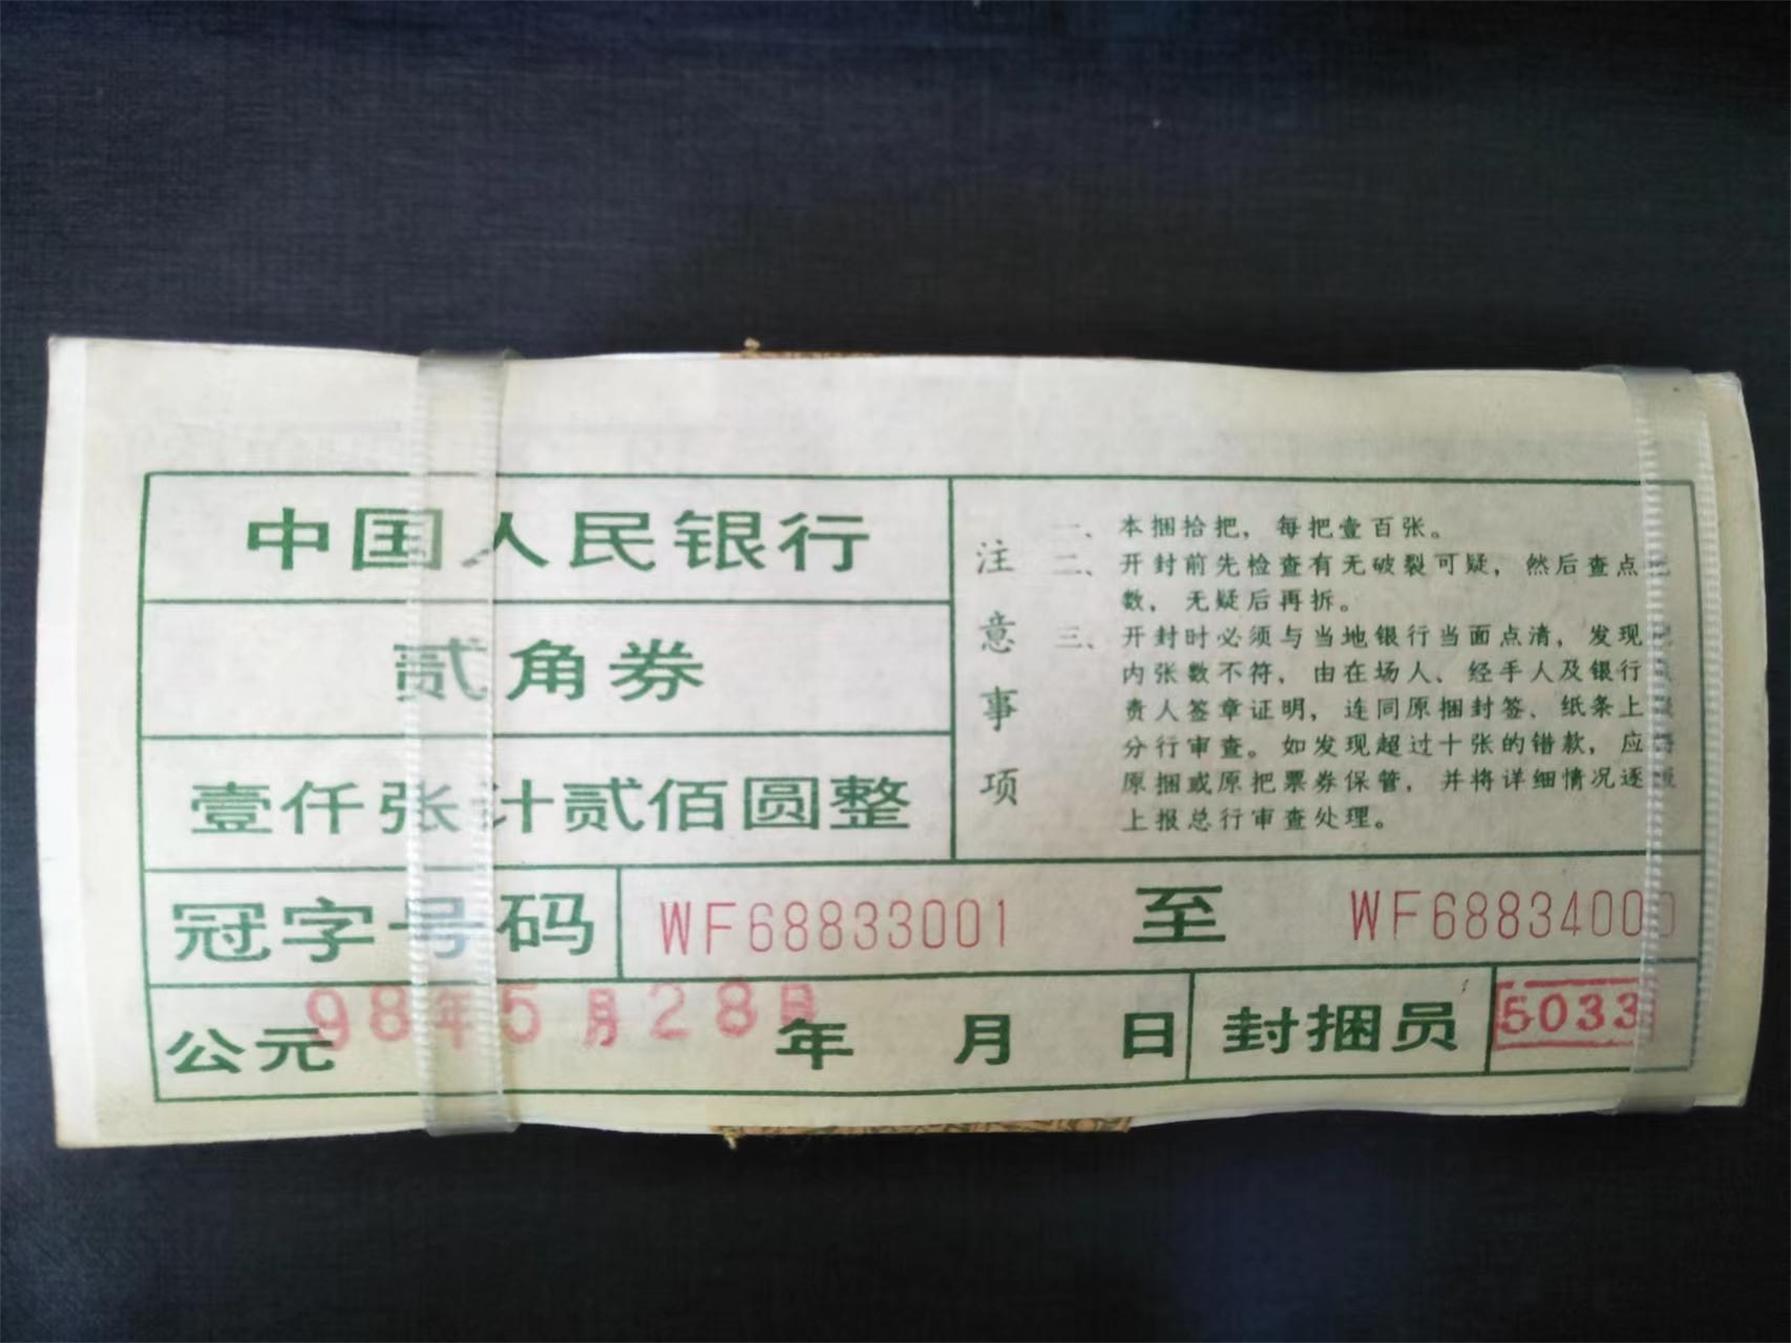 中国人民银行
贰角券
壹仟张计贰佰圆整
注意事项
一、本捆拾把，每把壹百张。
二、开封前先检查有无破裂可疑，然后查点把
数，无疑后再拆。
三、开封时必须与当地银行当面点清，发现
内张数不符，由在场人、经手人及银行
责人签章证明，连同原捆封签、纸条上
分行审查。如发现超过十张的错款，应将
原捆或原把票券保管，并将详细情况逐
上报总行审查处理。
冠字号码 WF68833001 至 WF68834000
98年5月28日
公元 年 月 日 封捆员 5033